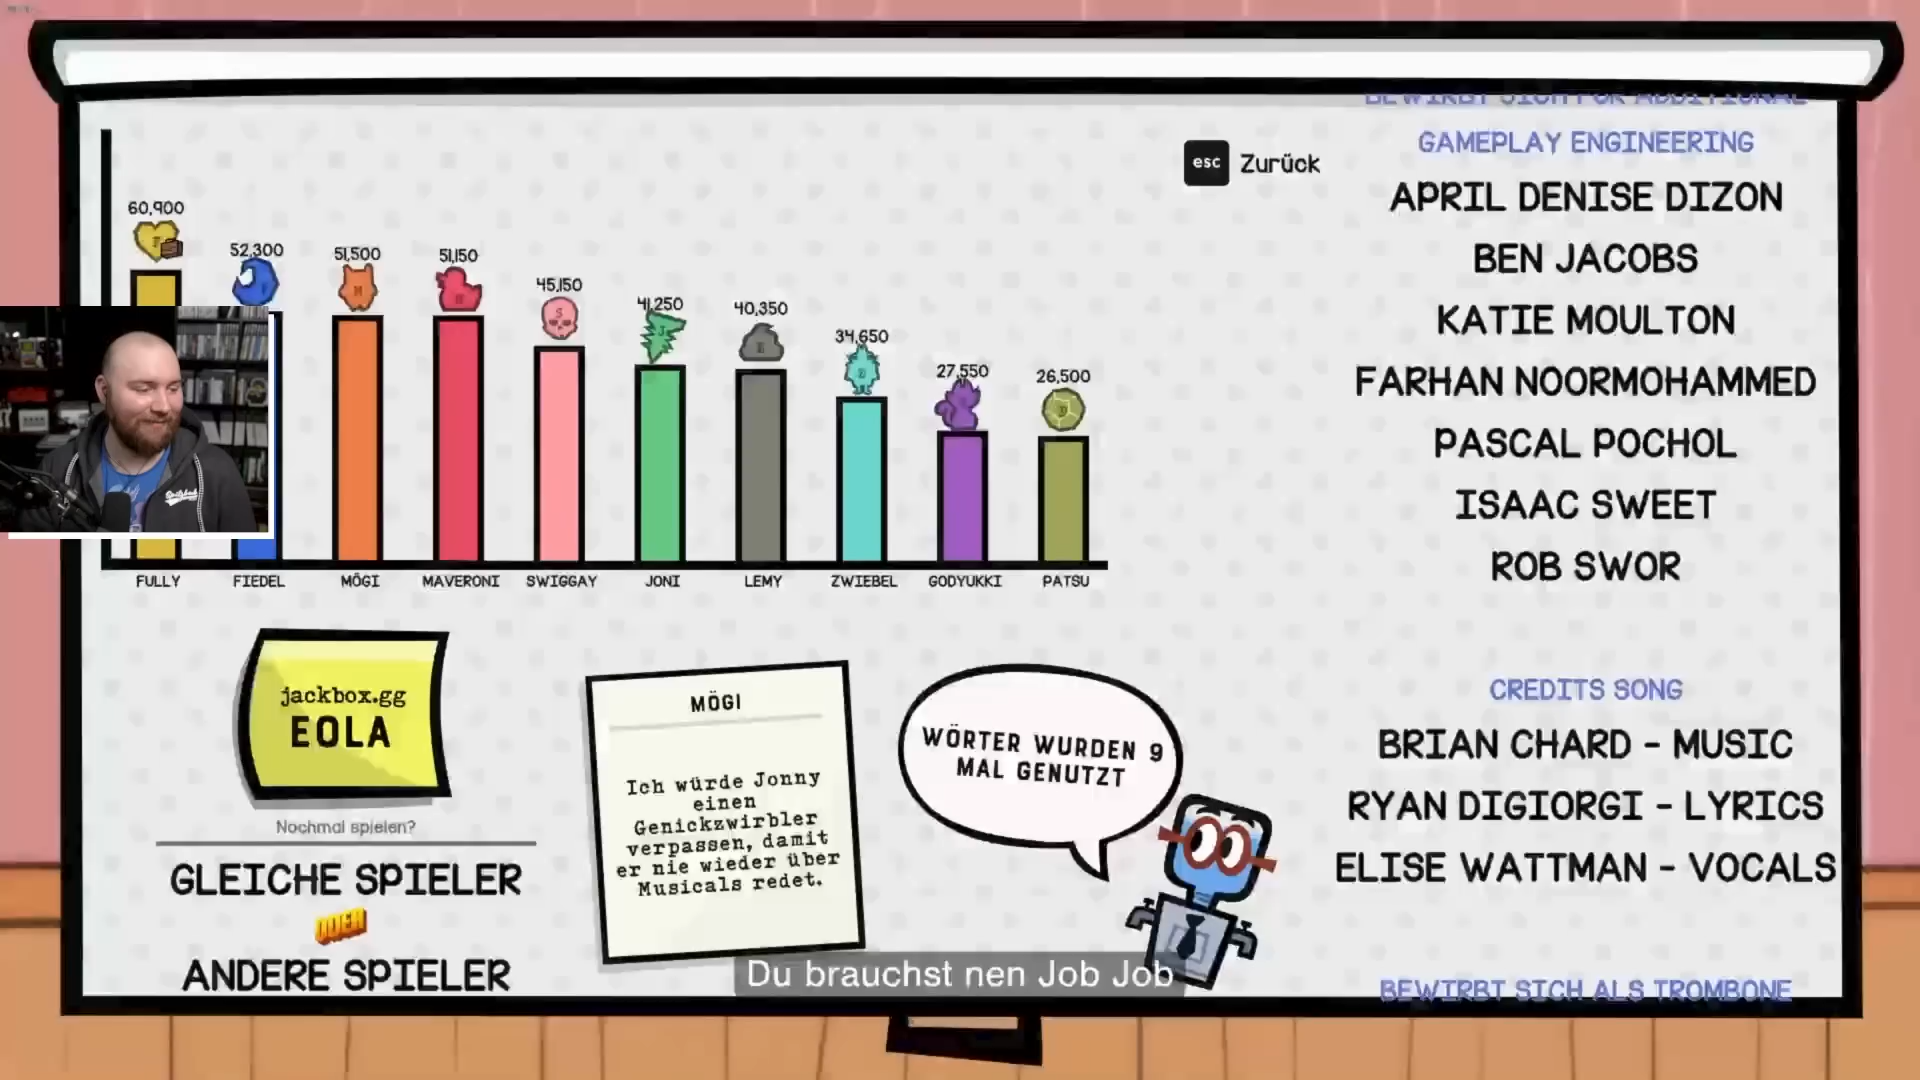 BEWIRBT SICH FÜR ADDITIONAL
GAMEPLAY ENGINEERING
APRIL DENISE DIZON
BEN JACOBS
KATIE MOULTON
FARHAN NOORMOHAMMED
PASCAL POCHOL
ISAAC SWEET
ROB SWOR
CREDITS SONG
BRIAN CHARD - MUSIC
RYAN DIGIORGI - LYRICS
ELISE WATTMAN - VOCALS
BEWIRBT SICH ALS TROMBONE
esc Zurück
60,900
52,300
51,500
51,150
45,150
41,250
40,350
34,650
27,550
26,500
FULLY
FIEDEL
MÖGI
MAVERONI
SWIGGAY
JONI
LEMY
ZWIEBEL
GODYUKKI
PATSU
jackbox.gg
EOLA
Nochmal spielen?
GLEICHE SPIELER
ODER
ANDERE SPIELER
MÖGI
Ich würde Jonny
einen
Genickzwirbler
verpassen, damit
er nie wieder über
Musicals redet.
WÖRTER WURDEN 9
MAL GENUTZT
Du brauchst nen Job Job